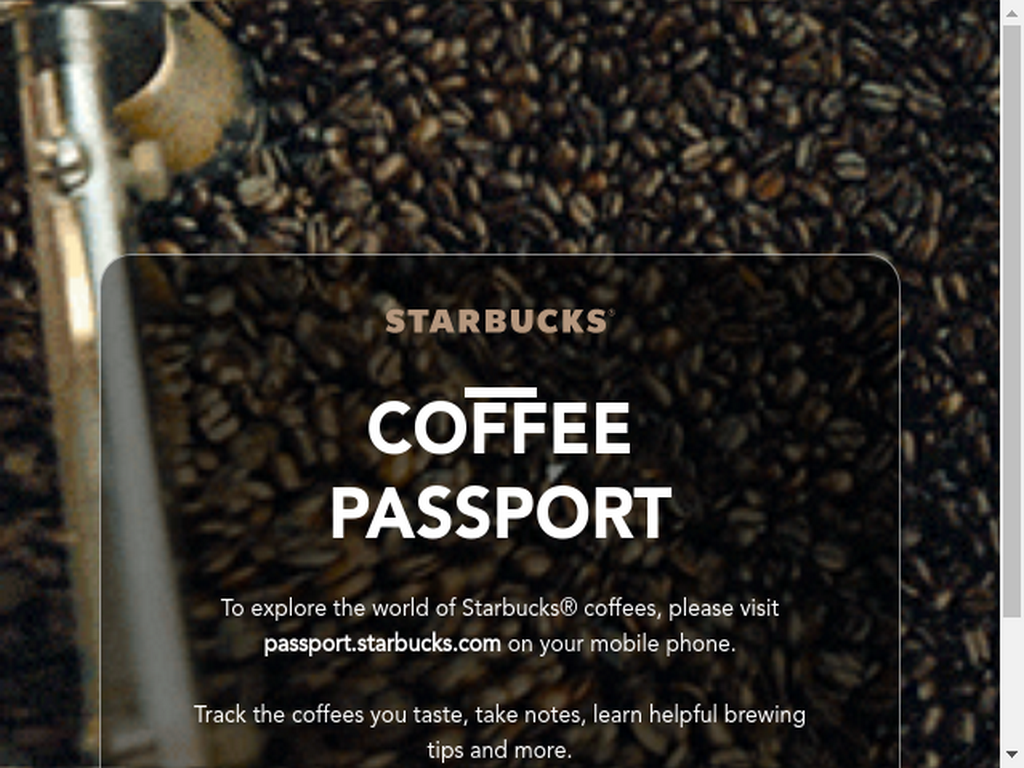 STARBUCKS®
COFFEE
PASSPORT
To explore the world of Starbucks® coffees, please visit
passport.starbucks.com on your mobile phone.
Track the coffees you taste, take notes, learn helpful brewing
tips and more.